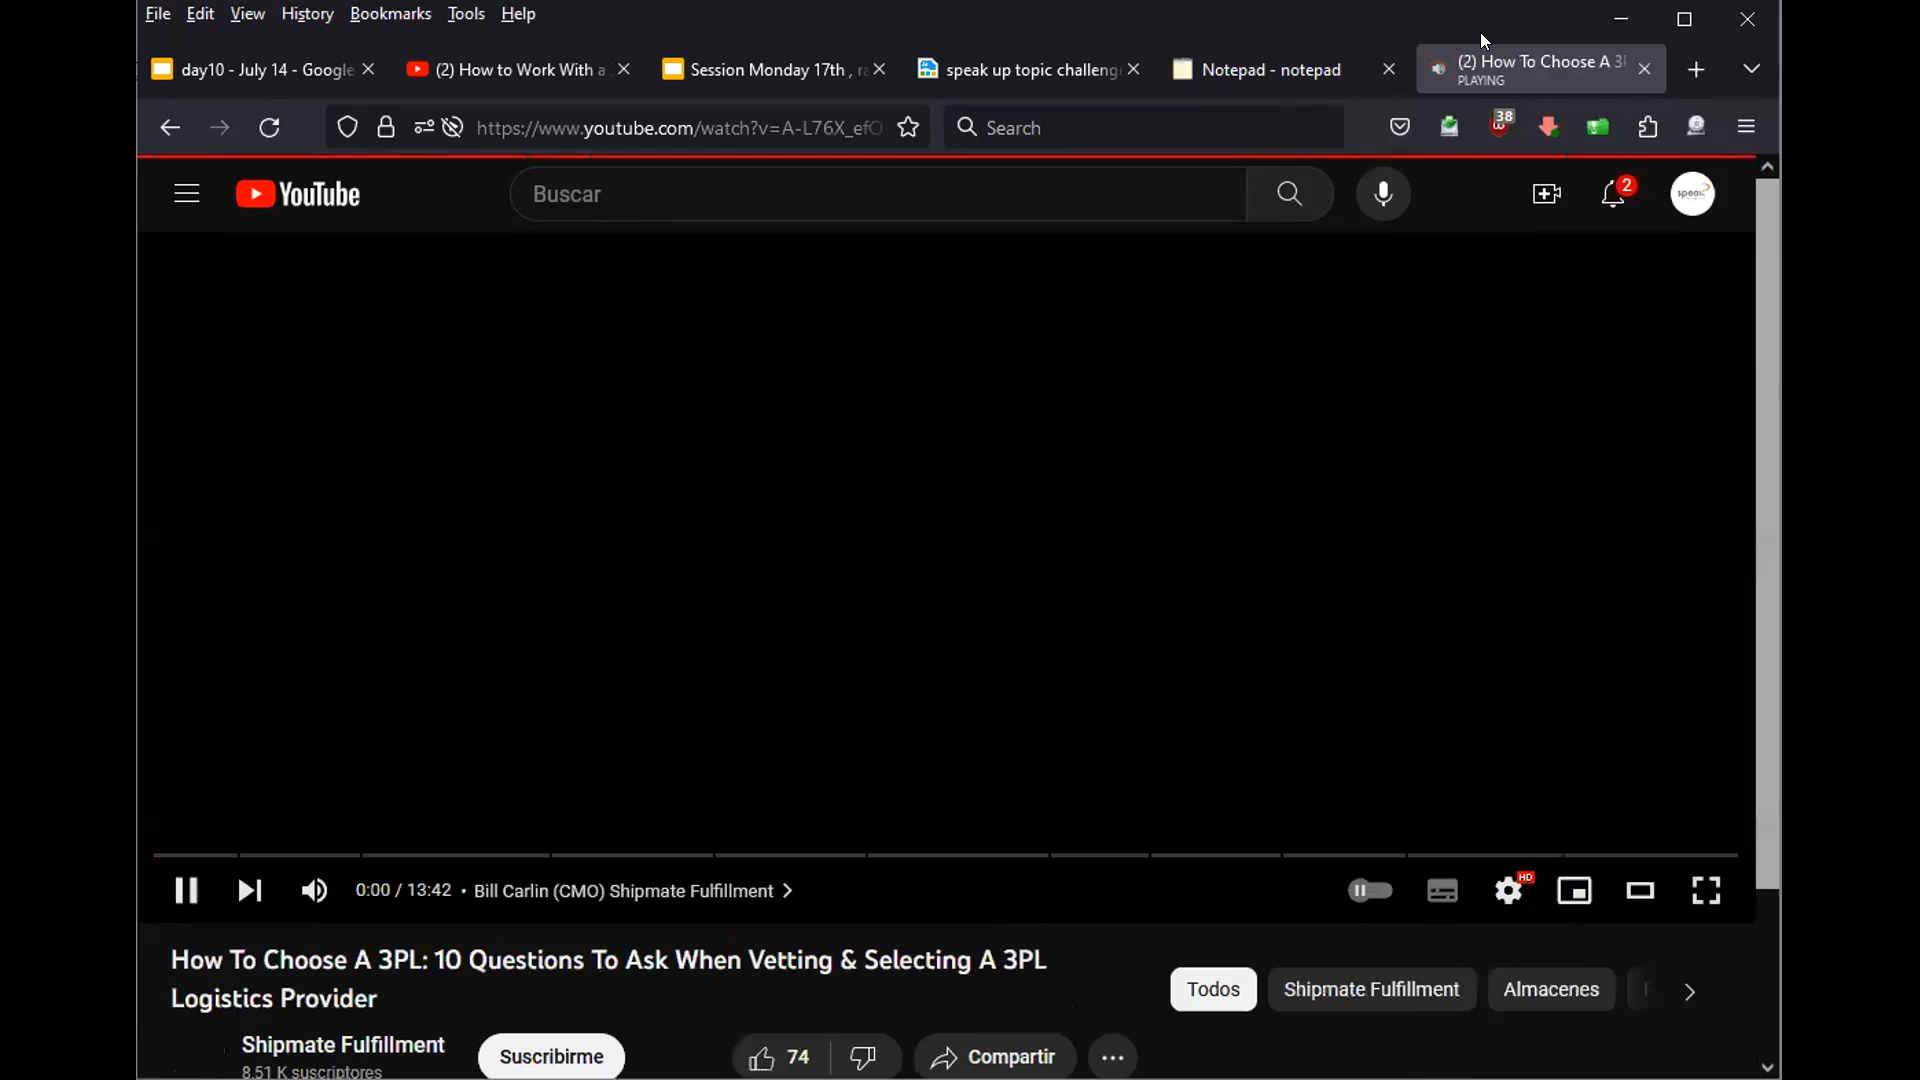 File Edit View History Bookmarks Tools Help
day10 - July 14 - Google
(2) How to Work With a
Session Monday 17th , ra
speak up topic challeng
Notepad - notepad
(2) How To Choose A 3
PLAYING
https://www.youtube.com/watch?v=A-L76X_ef
Search
38
YouTube
Buscar
2
speak
0:00 / 13:42 • Bill Carlin (CMO) Shipmate Fulfillment
HD
How To Choose A 3PL: 10 Questions To Ask When Vetting & Selecting A 3PL
Logistics Provider
Todos
Shipmate Fulfillment
Almacenes
Shipmate Fulfillment
8.51 K suscriptores
Suscribirme
74
Compartir